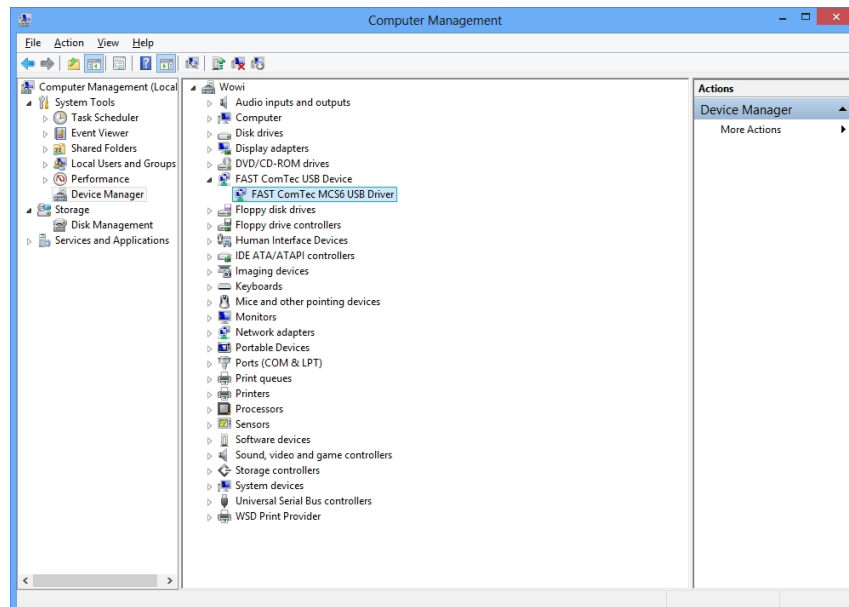 Computer Management
File Action View Help
Computer Management (Local
System Tools
Task Scheduler
Event Viewer
Shared Folders
Local Users and Groups
Performance
Device Manager
Storage
Disk Management
Services and Applications
Wowi
Audio inputs and outputs
Computer
Disk drives
Display adapters
DVD/CD-ROM drives
FAST ComTec USB Device
FAST ComTec MCS6 USB Driver
Floppy disk drives
Floppy drive controllers
Human Interface Devices
IDE ATA/ATAPI controllers
Imaging devices
Keyboards
Mice and other pointing devices
Monitors
Network adapters
Portable Devices
Ports (COM & LPT)
Print queues
Printers
Processors
Sensors
Software devices
Sound, video and game controllers
Storage controllers
System devices
Universal Serial Bus controllers
WSD Print Provider
Actions
Device Manager
More Actions